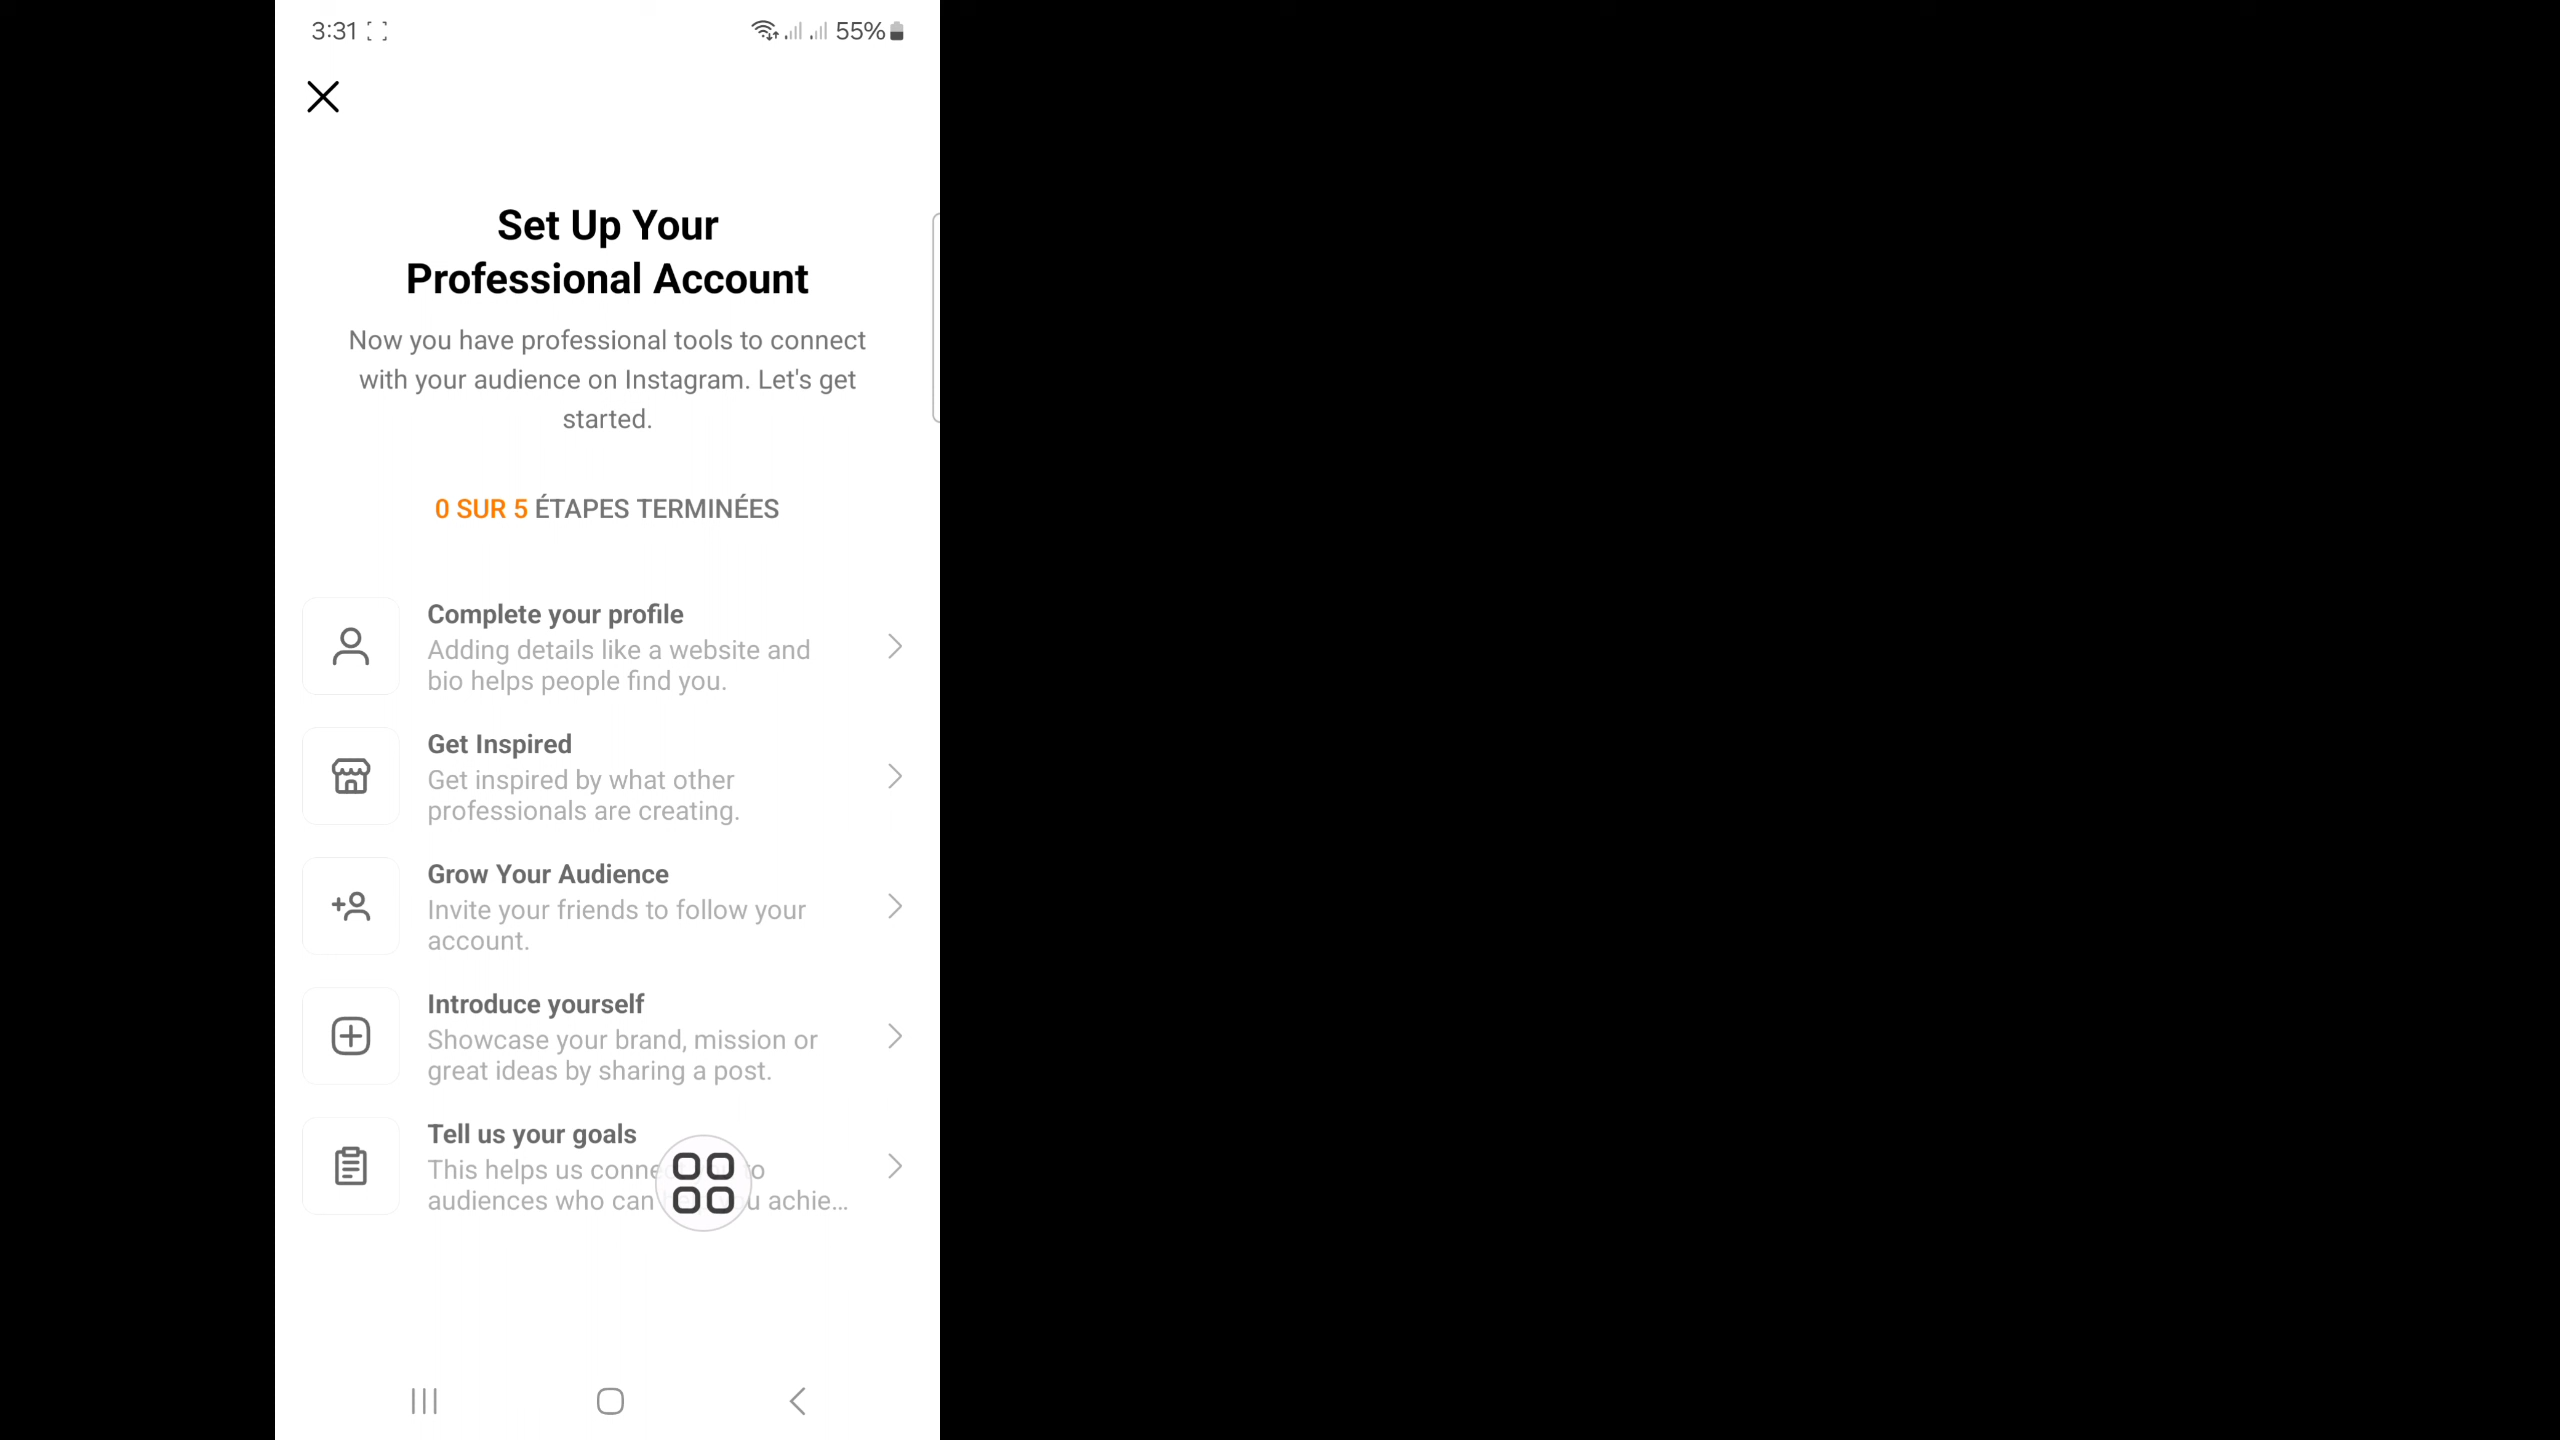 3:31
55%
Set Up Your
Professional Account
Now you have professional tools to connect
with your audience on Instagram. Let's get
started.
0 SUR 5 ÉTAPES TERMINÉES
Complete your profile
Adding details like a website and
bio helps people find you.
Get Inspired
Get inspired by what other
professionals are creating.
Grow Your Audience
Invite your friends to follow your
account.
Introduce yourself
Showcase your brand, mission or
great ideas by sharing a post.
Tell us your goals
This helps us
audiences who can achie...